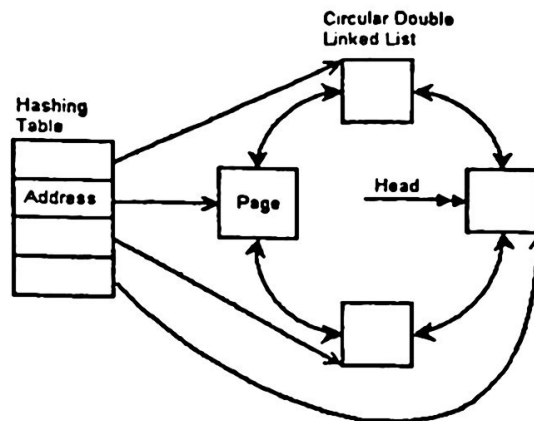 Circular Double
Linked List
Hashing
Table
Address
Page
Head